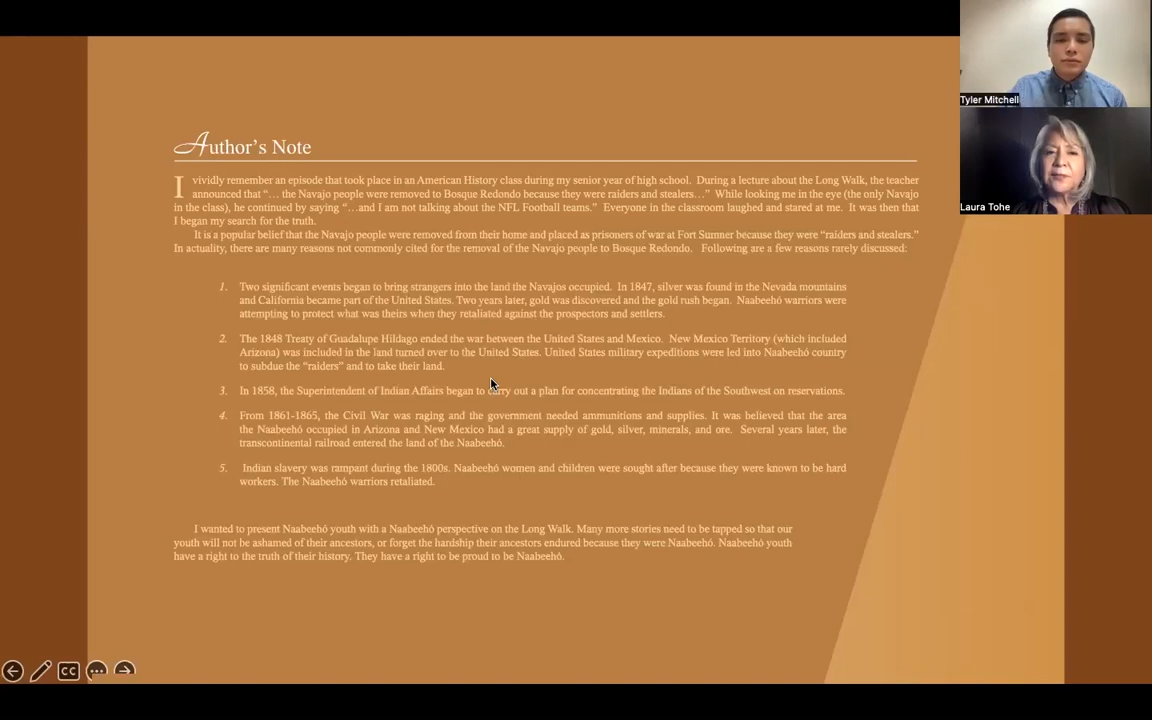 Author's Note
I vividly remember an episode that took place in an American History class during my senior year of high school. During a lecture about the Long Walk, the teacher
announced that "... the Navajo people were removed to Bosque Redondo because they were raiders and stealers..." While looking me in the eye (the only Navajo
in the class), he continued by saying "...and I am not talking about the NFL Football teams." Everyone in the classroom laughed and stared at me. It was then that
I began my search for the truth.
It is a popular belief that the Navajo people were removed from their home and placed as prisoners of war at Fort Sumner because they were "raiders and stealers."
In actuality, there are many reasons not commonly cited for the removal of the Navajo people to Bosque Redondo. Following are a few reasons rarely discussed:
1. Two significant events began to bring strangers into the land the Navajos occupied. In 1847, silver was found in the Nevada mountains
and California became part of the United States. Two years later, gold was discovered and the gold rush began. Naabeehó warriors were
attempting to protect what was theirs when they retaliated against the prospectors and settlers.
2. The 1848 Treaty of Guadalupe Hildago ended the war between the United States and Mexico. New Mexico Territory (which included
Arizona) was included in the land turned over to the United States. United States military expeditions were led into Naabeehó country
to subdue the "raiders" and to take their land.
3. In 1858, the Superintendent of Indian Affairs began to carry out a plan for concentrating the Indians of the Southwest on reservations.
4. From 1861-1865, the Civil War was raging and the government needed ammunitions and supplies. It was believed that the area
the Naabeehó occupied in Arizona and New Mexico had a great supply of gold, silver, minerals, and ore. Several years later, the
transcontinental railroad entered the land of the Naabeehó.
5. Indian slavery was rampant during the 1800s. Naabeehó women and children were sought after because they were known to be hard
workers. The Naabeehó warriors retaliated.
I wanted to present Naabeehó youth with a Naabeehó perspective on the Long Walk. Many more stories need to be tapped so that our
youth will not be ashamed of their ancestors, or forget the hardship their ancestors endured because they were Naabeehó. Naabeehó youth
have a right to the truth of their history. They have a right to be proud to be Naabeehó.
Tyler Mitchell
Laura Tohe
CC